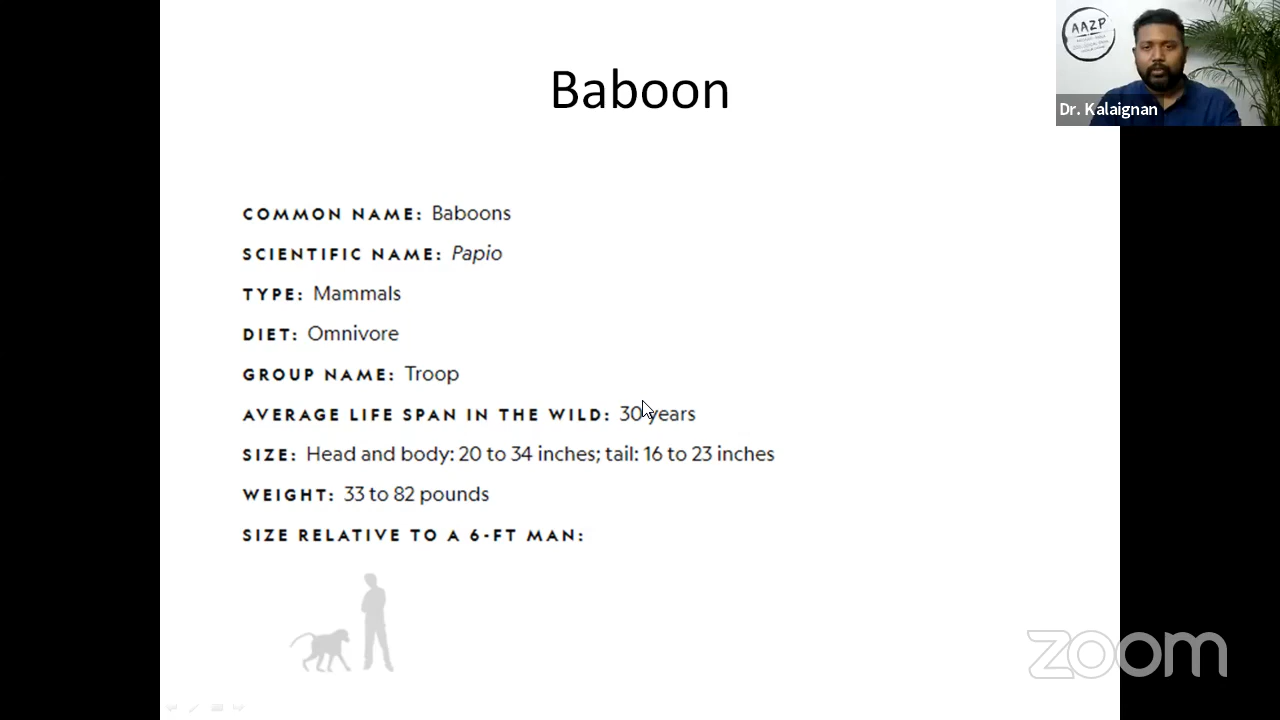 Baboon
AAZP
Dr. Kalaignan
COMMON NAME: Baboons
SCIENTIFIC NAME: Papio
TYPE: Mammals
DIET: Omnivore
GROUP NAME: Troop
AVERAGE LIFE SPAN IN THE WILD: 30 years
SIZE: Head and body: 20 to 34 inches; tail: 16 to 23 inches
WEIGHT: 33 to 82 pounds
SIZE RELATIVE TO A 6-FT MAN:
zoom